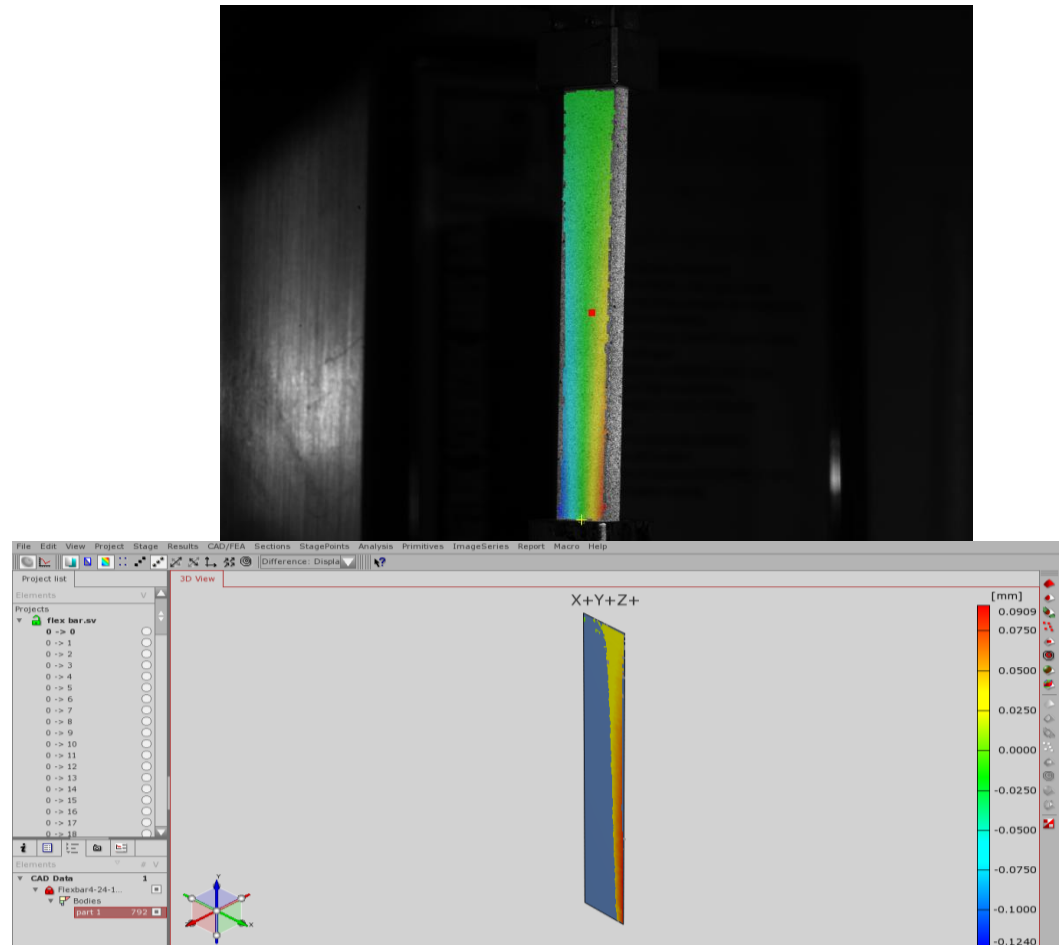 File Edit View Project Stage Results CAD/FEA Sections StagePoints Analysis Primitives ImageSeries Report Macro Help
Difference: Displa
Project list
3D View
Elements V
Projects
flex bar.sv
0 -> 0
0 -> 1
0 -> 2
0 -> 3
0 -> 4
0 -> 5
0 -> 6
0 -> 7
0 -> 8
0 -> 9
0 -> 10
0 -> 11
0 -> 12
0 -> 13
0 -> 14
0 -> 15
0 -> 16
0 -> 17
0 -> 18
Elements # V
CAD Data 1
Flexbar4-24-1...
Bodies
part 1 792
X+Y+Z+
Y
X
[mm]
0.0909
0.0750
0.0500
0.0250
0.0000
-0.0250
-0.0500
-0.0750
-0.1000
-0.1240